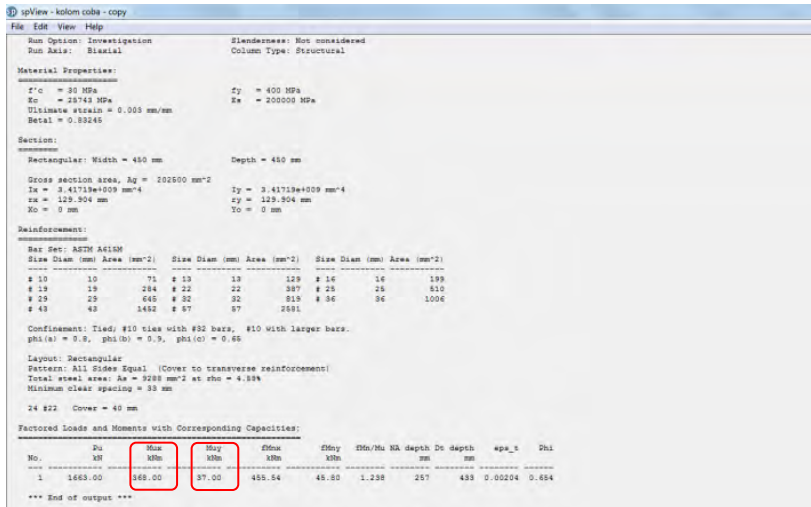 spView - kolom coba - copy
File Edit View Help
Run Option: Investigation Slenderness: Not considered
Run Axis: Biaxial Column Type: Structural
Material Properties:
====================
f'c = 30 MPa fy = 400 MPa
Ec = 25743 MPa Es = 200000 MPa
Ultimate strain = 0.003 mm/mm
Beta1 = 0.83245
Section:
========
Rectangular: Width = 450 mm Depth = 450 mm
Gross section area, Ag = 202500 mm^2
Ix = 3.41719e+009 mm^4 Iy = 3.41719e+009 mm^4
rx = 129.904 mm ry = 129.904 mm
Xo = 0 mm Yo = 0 mm
Reinforcement:
==============
Bar Set: ASTM A615M
Size Diam (mm) Area (mm^2) Size Diam (mm) Area (mm^2) Size Diam (mm) Area (mm^2)
# 10 10 71 # 13 13 129 # 16 16 199
# 19 19 284 # 22 22 387 # 25 25 510
# 29 29 645 # 32 32 819 # 36 36 1006
# 43 43 1452 # 57 57 2581
Confinement: Tied; #10 ties with #32 bars, #10 with larger bars.
phi(a) = 0.8, phi(b) = 0.9, phi(c) = 0.65
Layout: Rectangular
Pattern: All Sides Equal (Cover to transverse reinforcement)
Total steel area: As = 9288 mm^2 at rho = 4.59%
Minimum clear spacing = 33 mm
24 #22 Cover = 40 mm
Factored Loads and Moments with Corresponding Capacities:
=========================================================
Pu Mux Muy fMnx fMny fMn/Mu NA depth Dt depth eps_t Phi
No. kN kNm kNm kNm kNm mm mm
1 1663.00 368.00 37.00 455.54 45.80 1.238 257 433 0.00204 0.654
*** End of output ***